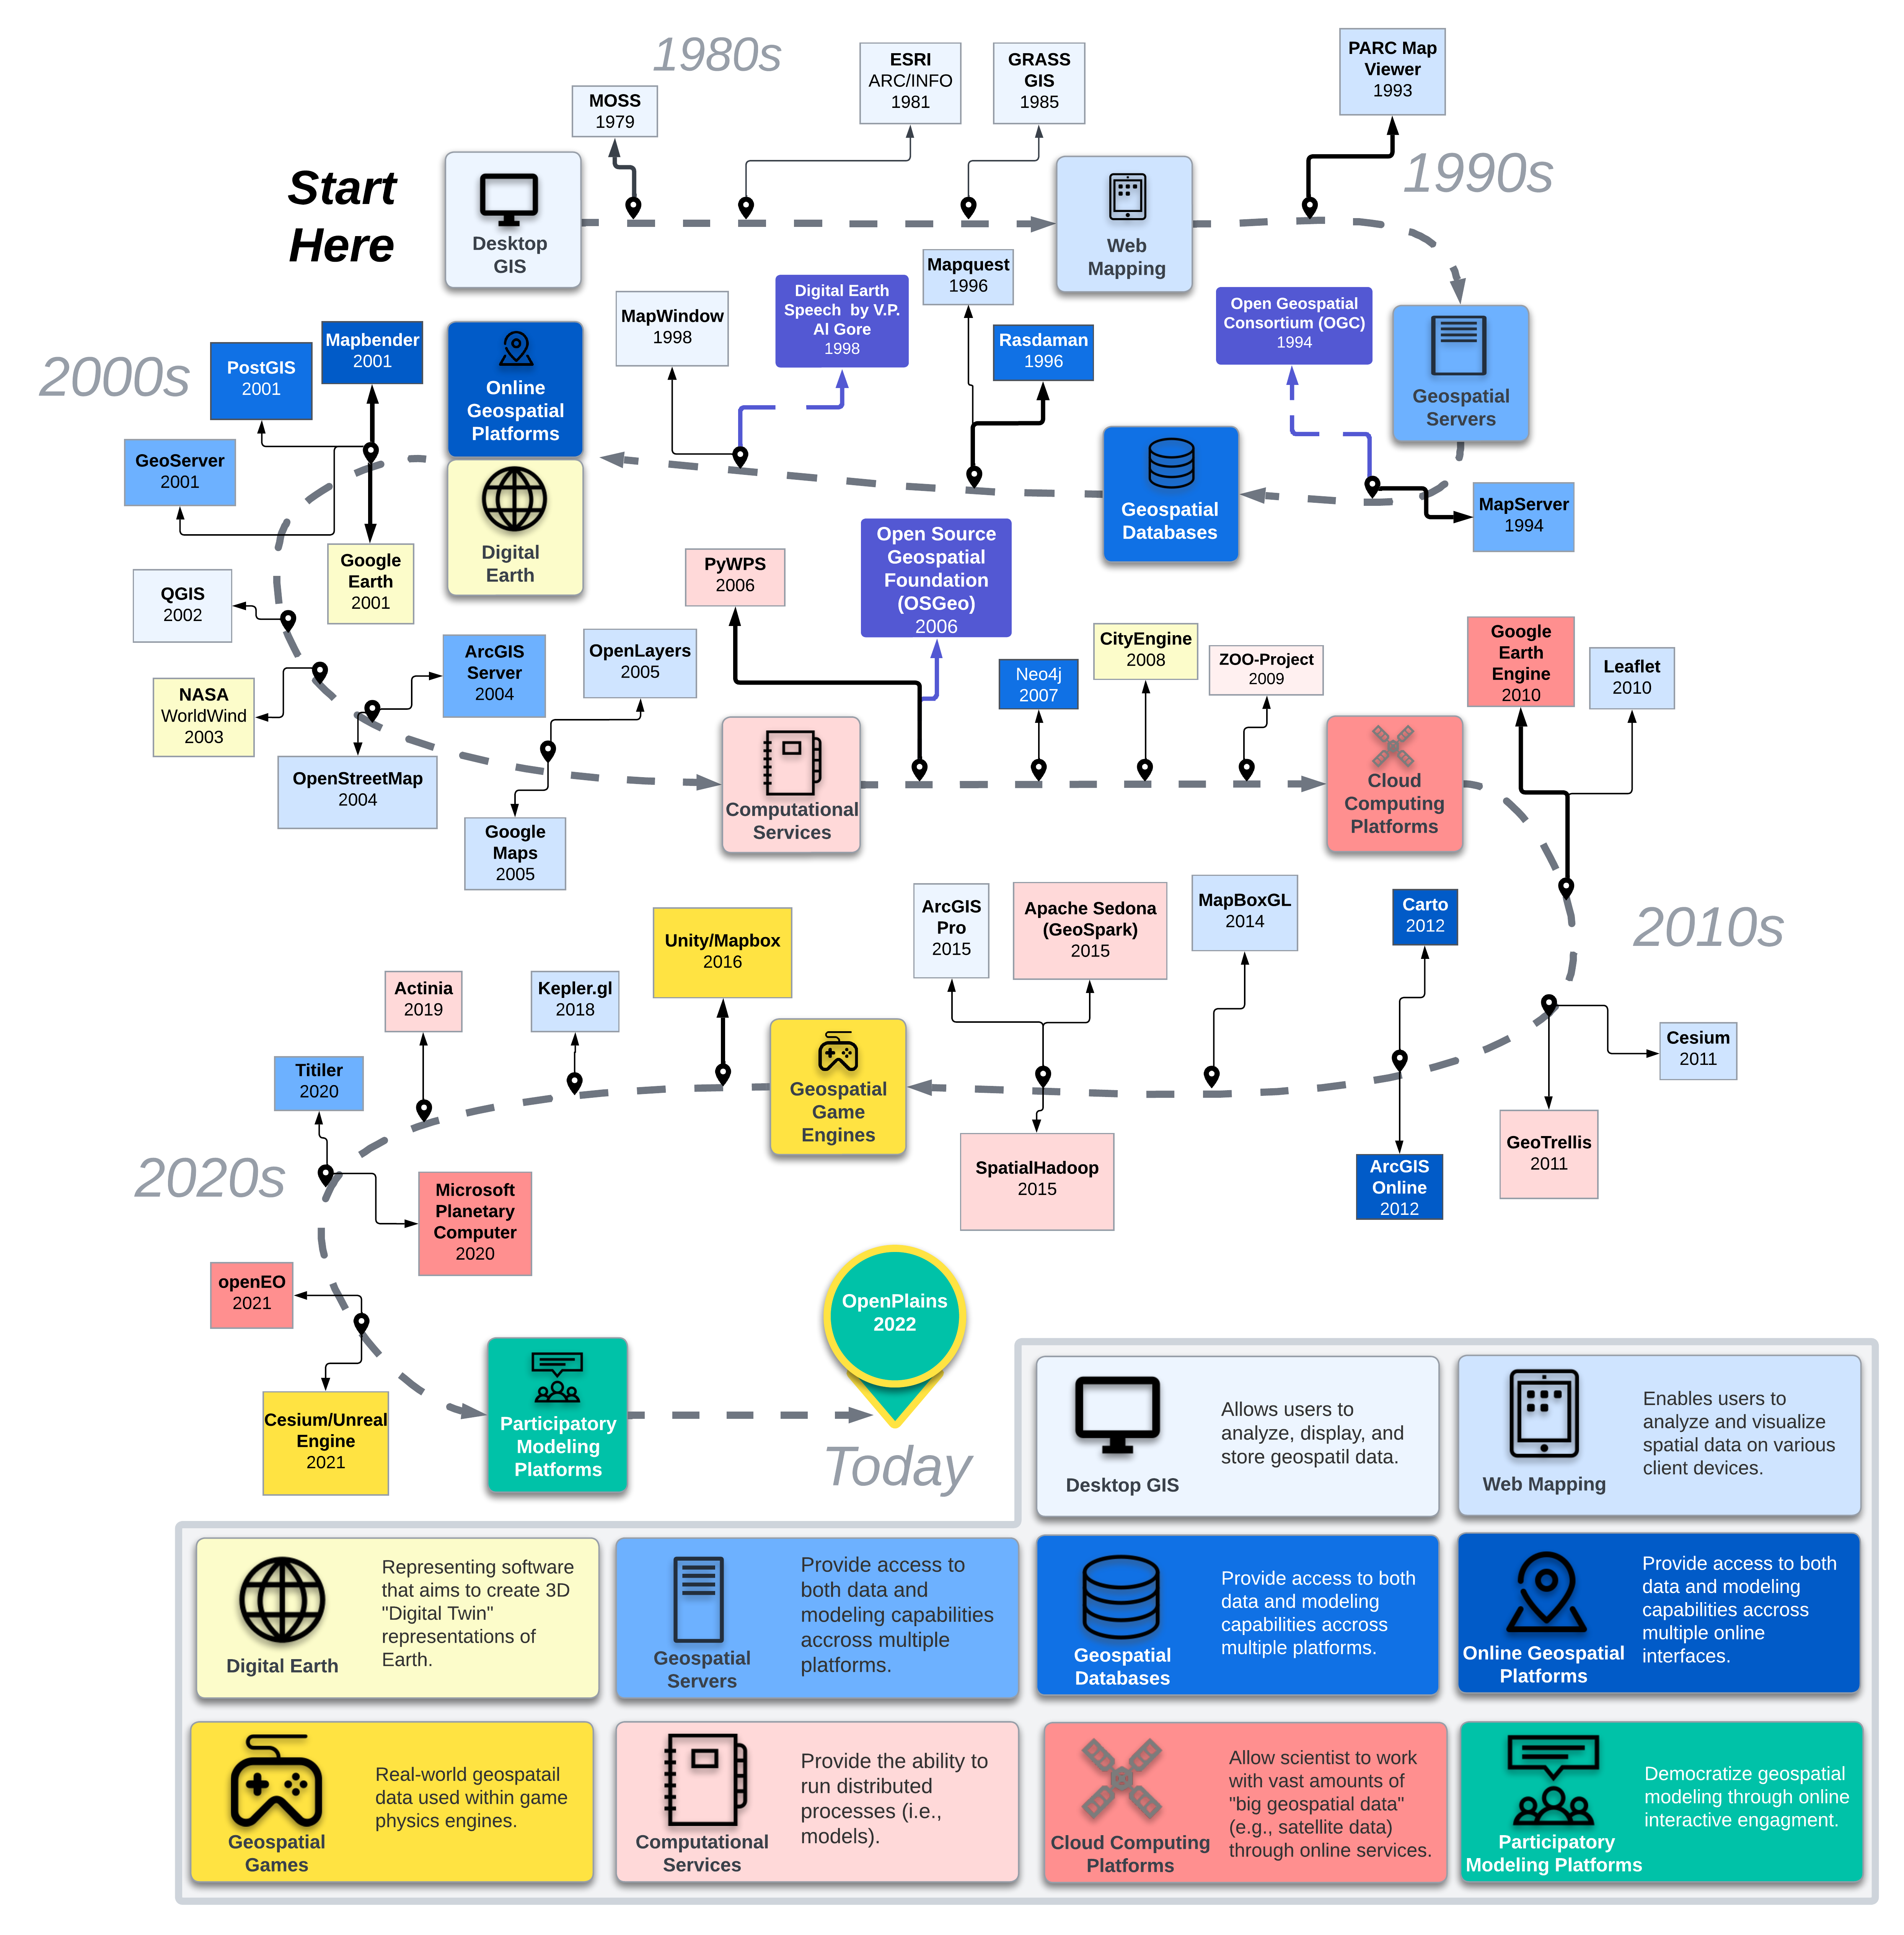 1980s
MOSS
1979
ESRI
ARC/INFO
1981
GRASS
GIS
1985
PARC Map
Viewer
1993
Start
Here
Desktop
GIS
Web
Mapping
1990s
MapWindow
1998
Digital Earth
Speech by V.P.
Al Gore
1998
Mapquest
1996
Rasdaman
1996
Open Geospatial
Consortium (OGC)
1994
Geospatial
Servers
2000s
PostGIS
2001
Mapbender
2001
Online
Geospatial
Platforms
GeoServer
2001
Digital
Earth
Geospatial
Databases
MapServer
1994
Google
Earth
2001
QGIS
2002
NASA
WorldWind
2003
ArcGIS
Server
2004
OpenLayers
2005
OpenStreetMap
2004
Google
Maps
2005
PyWPS
2006
Open Source
Geospatial
Foundation
(OSGeo)
2006
Neo4j
2007
CityEngine
2008
ZOO-Project
2009
Google
Earth
Engine
2010
Leaflet
2010
Computational
Services
Cloud
Computing
Platforms
2010s
Unity/Mapbox
2016
ArcGIS
Pro
2015
Apache Sedona
(GeoSpark)
2015
MapBoxGL
2014
Carto
2012
Cesium
2011
Actinia
2019
Kepler.gl
2018
Titiler
2020
Geospatial
Game
Engines
SpatialHadoop
2015
ArcGIS
Online
2012
GeoTrellis
2011
2020s
Microsoft
Planetary
Computer
2020
openEO
2021
Cesium/Unreal
Engine
2021
Participatory
Modeling
Platforms
OpenPlains
2022
Today
Desktop GIS
Allows users to
analyze, display, and
store geospatil data.
Web Mapping
Enables users to
analyze and visualize
spatial data on various
client devices.
Digital Earth
Representing software
that aims to create 3D
"Digital Twin"
representations of
Earth.
Geospatial
Servers
Provide access to
both data and
modeling capabilities
accross multiple
platforms.
Geospatial
Databases
Provide access to both
data and modeling
capabilities accross
multiple platforms.
Online Geospatial
Platforms
Provide access to both
data and modeling
capabilities accross
multiple online
interfaces.
Geospatial
Games
Real-world geospatail
data used within game
physics engines.
Computational
Services
Provide the ability to
run distributed
processes (i.e.,
models).
Cloud Computing
Platforms
Allow scientist to work
with vast amounts of
"big geospatial data"
(e.g., satellite data)
through online services.
Participatory
Modeling Platforms
Democratize geospatial
modeling through online
interactive engagment.